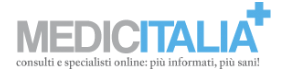 MEDICITALIA
consulti e specialisti online: più informati, più sani!